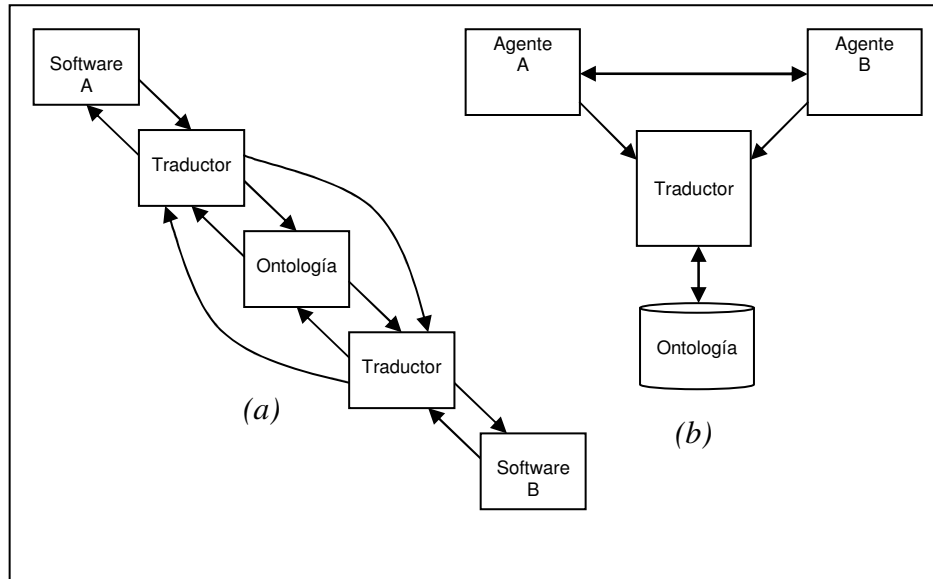 Software
A
Traductor
Ontología
Traductor
Software
B
(a)
Agente
A
Agente
B
Traductor
Ontología
(b)